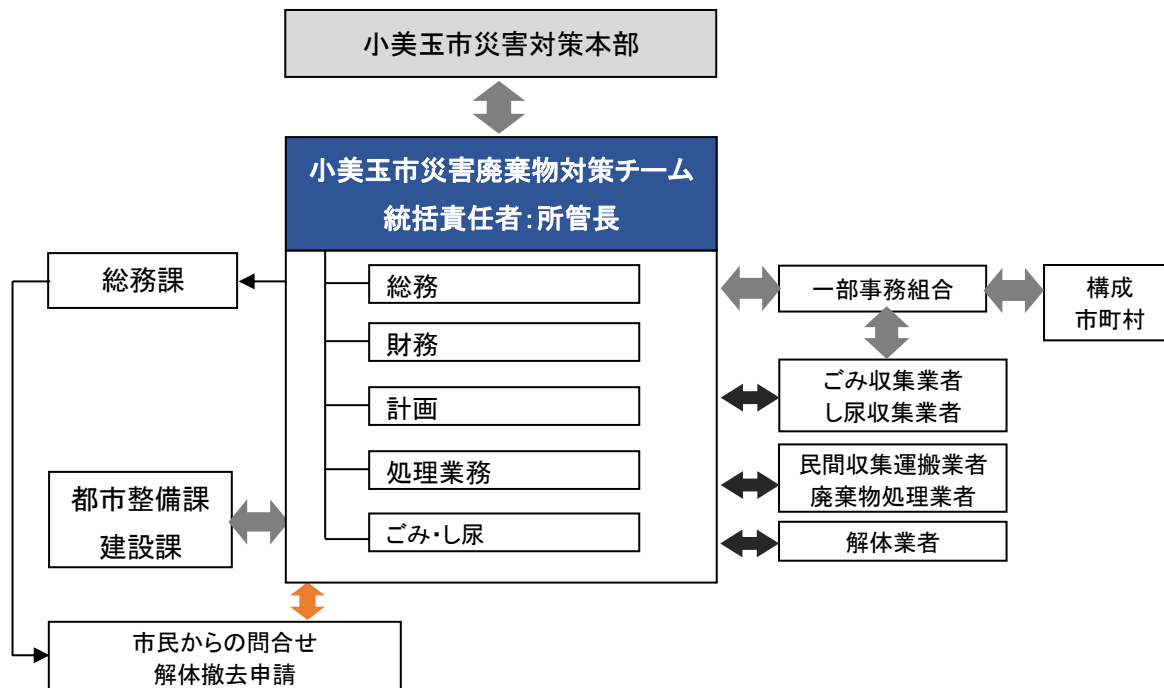 小美玉市災害対策本部
小美玉市災害廃棄物対策チーム
統括責任者:所管長
総務課
総務
財務
計画
処理業務
ごみ・し尿
都市整備課
建設課
一部事務組合
構成
市町村
ごみ収集業者
し尿収集業者
民間収集運搬業者
廃棄物処理業者
解体業者
市民からの問合せ
解体撤去申請